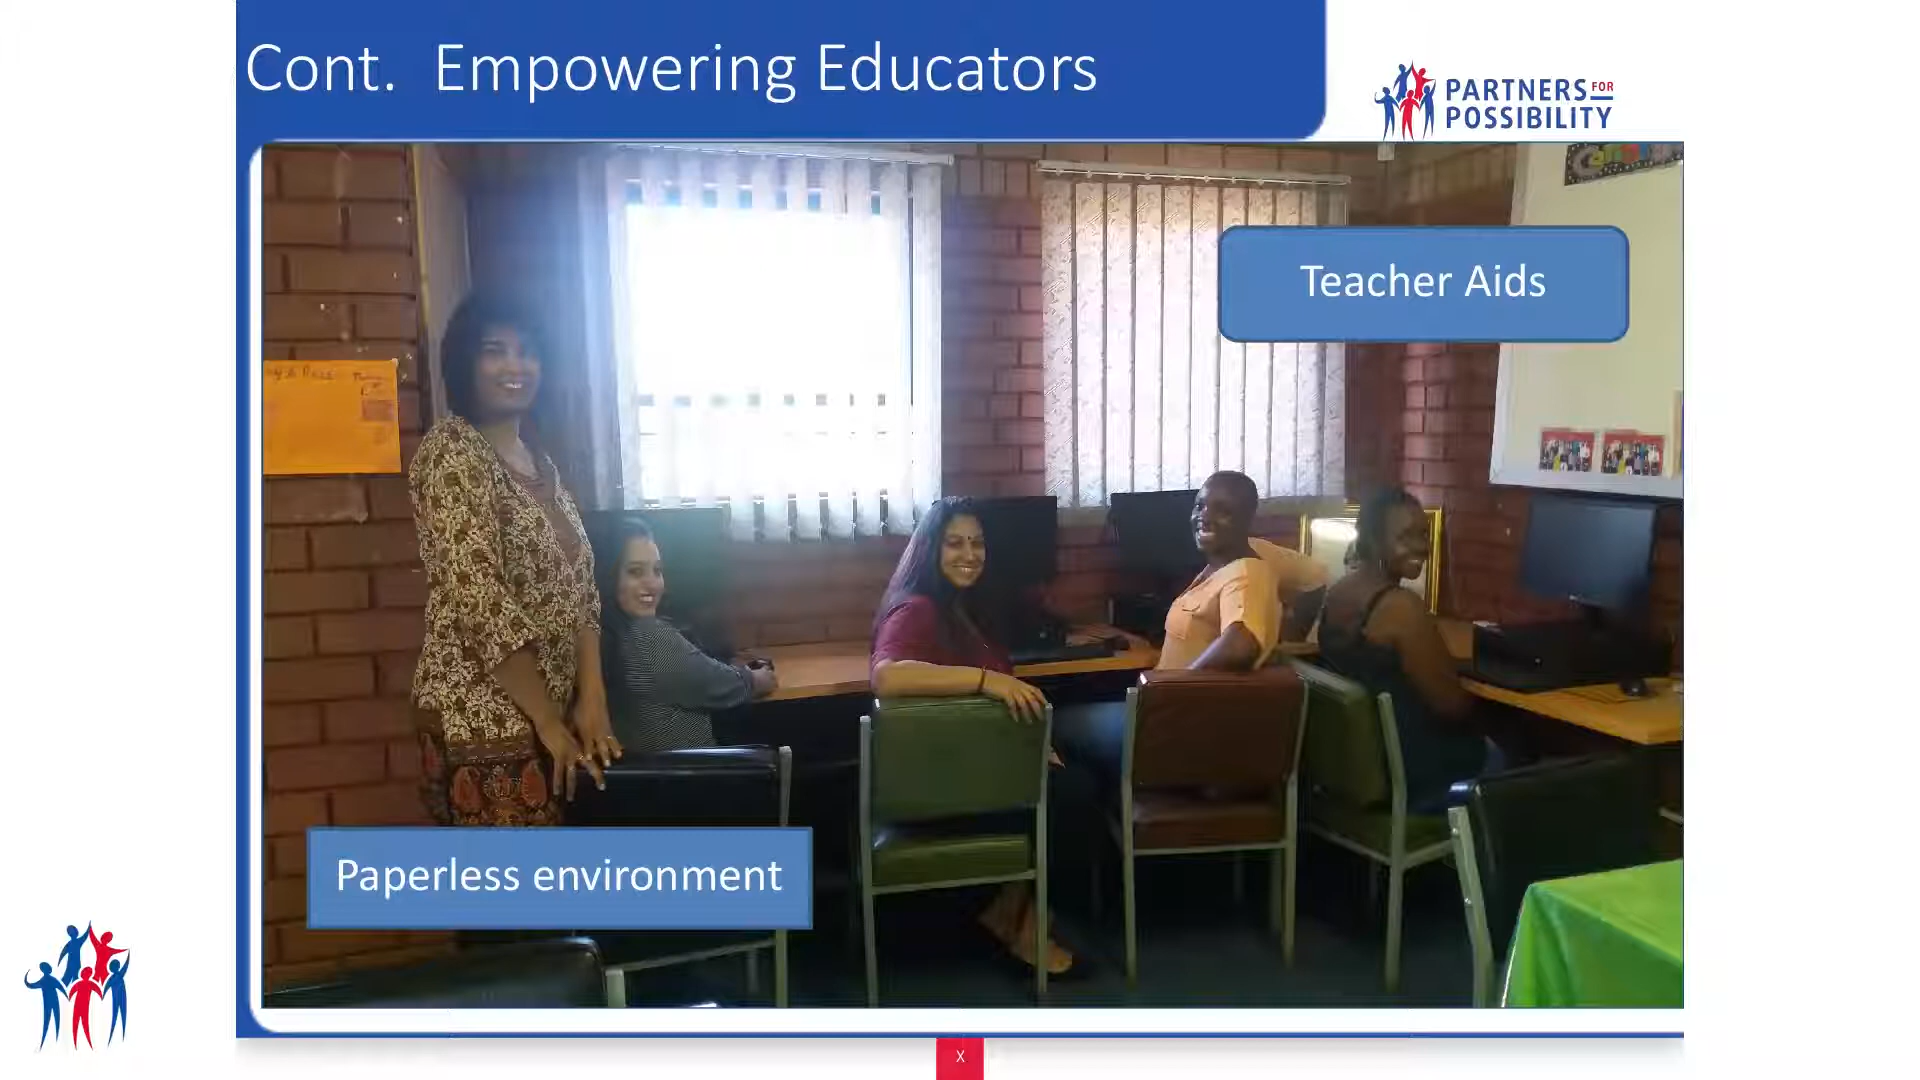 Cont. Empowering Educators
PARTNERS FOR
POSSIBILITY
Teacher Aids
Paperless environment
X